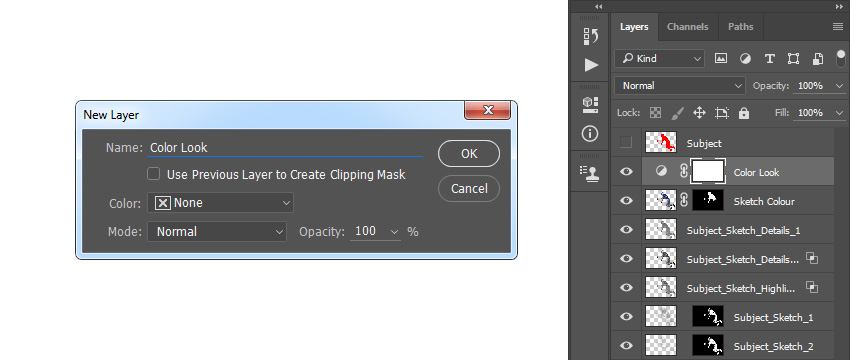 New Layer
Name: Color Look
OK
Use Previous Layer to Create Clipping Mask
Cancel
Color: None
Mode: Normal Opacity: 100 %
Layers Channels Paths
Kind
Normal Opacity: 100%
Lock: Fill: 100%
Subject
Color Look
Sketch Colour
Subject_Sketch_Details_1
Subject_Sketch_Details...
Subject_Sketch_Highli...
Subject_Sketch_1
Subject_Sketch_2